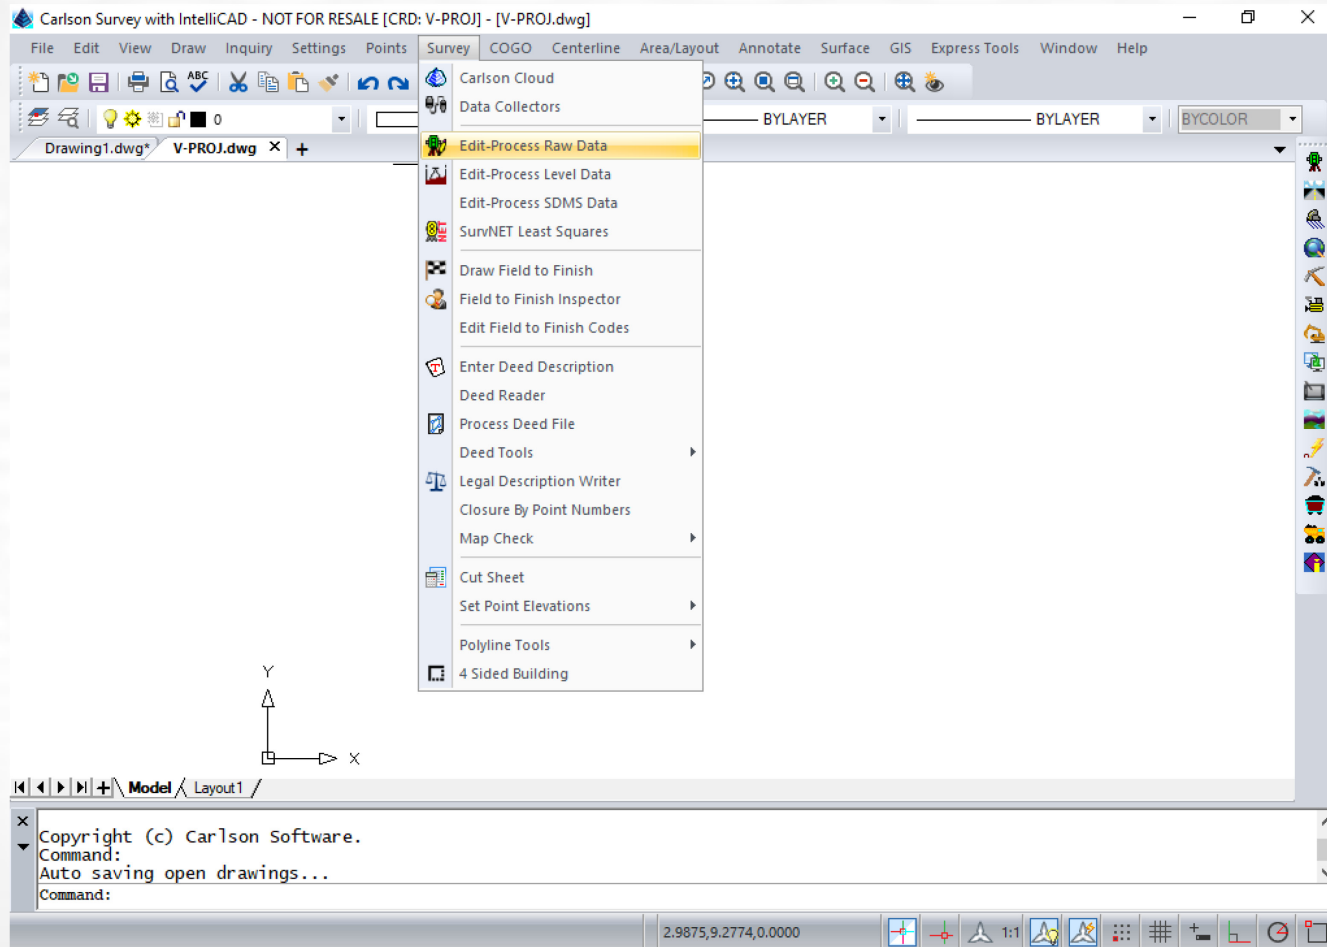 Carlson Survey with IntelliCAD - NOT FOR RESALE [CRD: V-PROJ] - [V-PROJ.dwg]
File Edit View Draw Inquiry Settings Points Survey COGO Centerline Area/Layout Annotate Surface GIS Express Tools Window Help
ABC
0 BYLAYER BYLAYER BYCOLOR
Drawing1.dwg* V-PROJ.dwg
Carlson Cloud
Data Collectors
Edit-Process Raw Data
Edit-Process Level Data
Edit-Process SDMS Data
NET SurvNET Least Squares
Draw Field to Finish
Field to Finish Inspector
Edit Field to Finish Codes
T Enter Deed Description
Deed Reader
Process Deed File
Deed Tools
Legal Description Writer
Closure By Point Numbers
Map Check
Cut Sheet
Set Point Elevations
Polyline Tools
4 Sided Building
Y
X
Model Layout1
Copyright (c) Carlson Software.
Command:
Auto saving open drawings...
Command:
2.9875,9.2774,0.0000 1:1